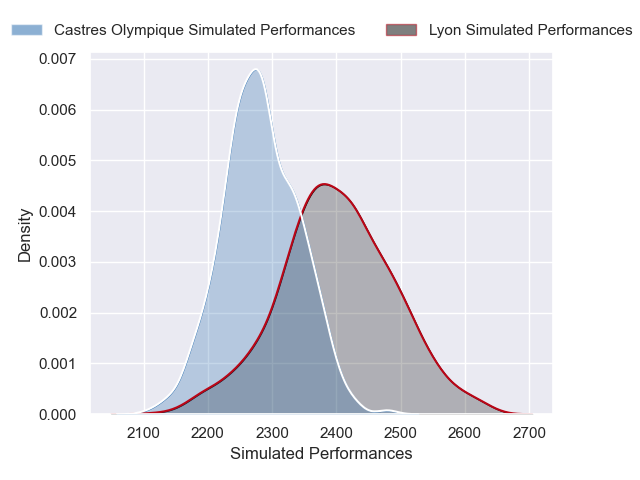 Castres Olympique Simulated Performances
Lyon Simulated Performances
0.007
0.006
0.005
0.004
0.003
0.002
0.001
0.000
Density
2100 2200 2300 2400 2500 2600 2700
Simulated Performances